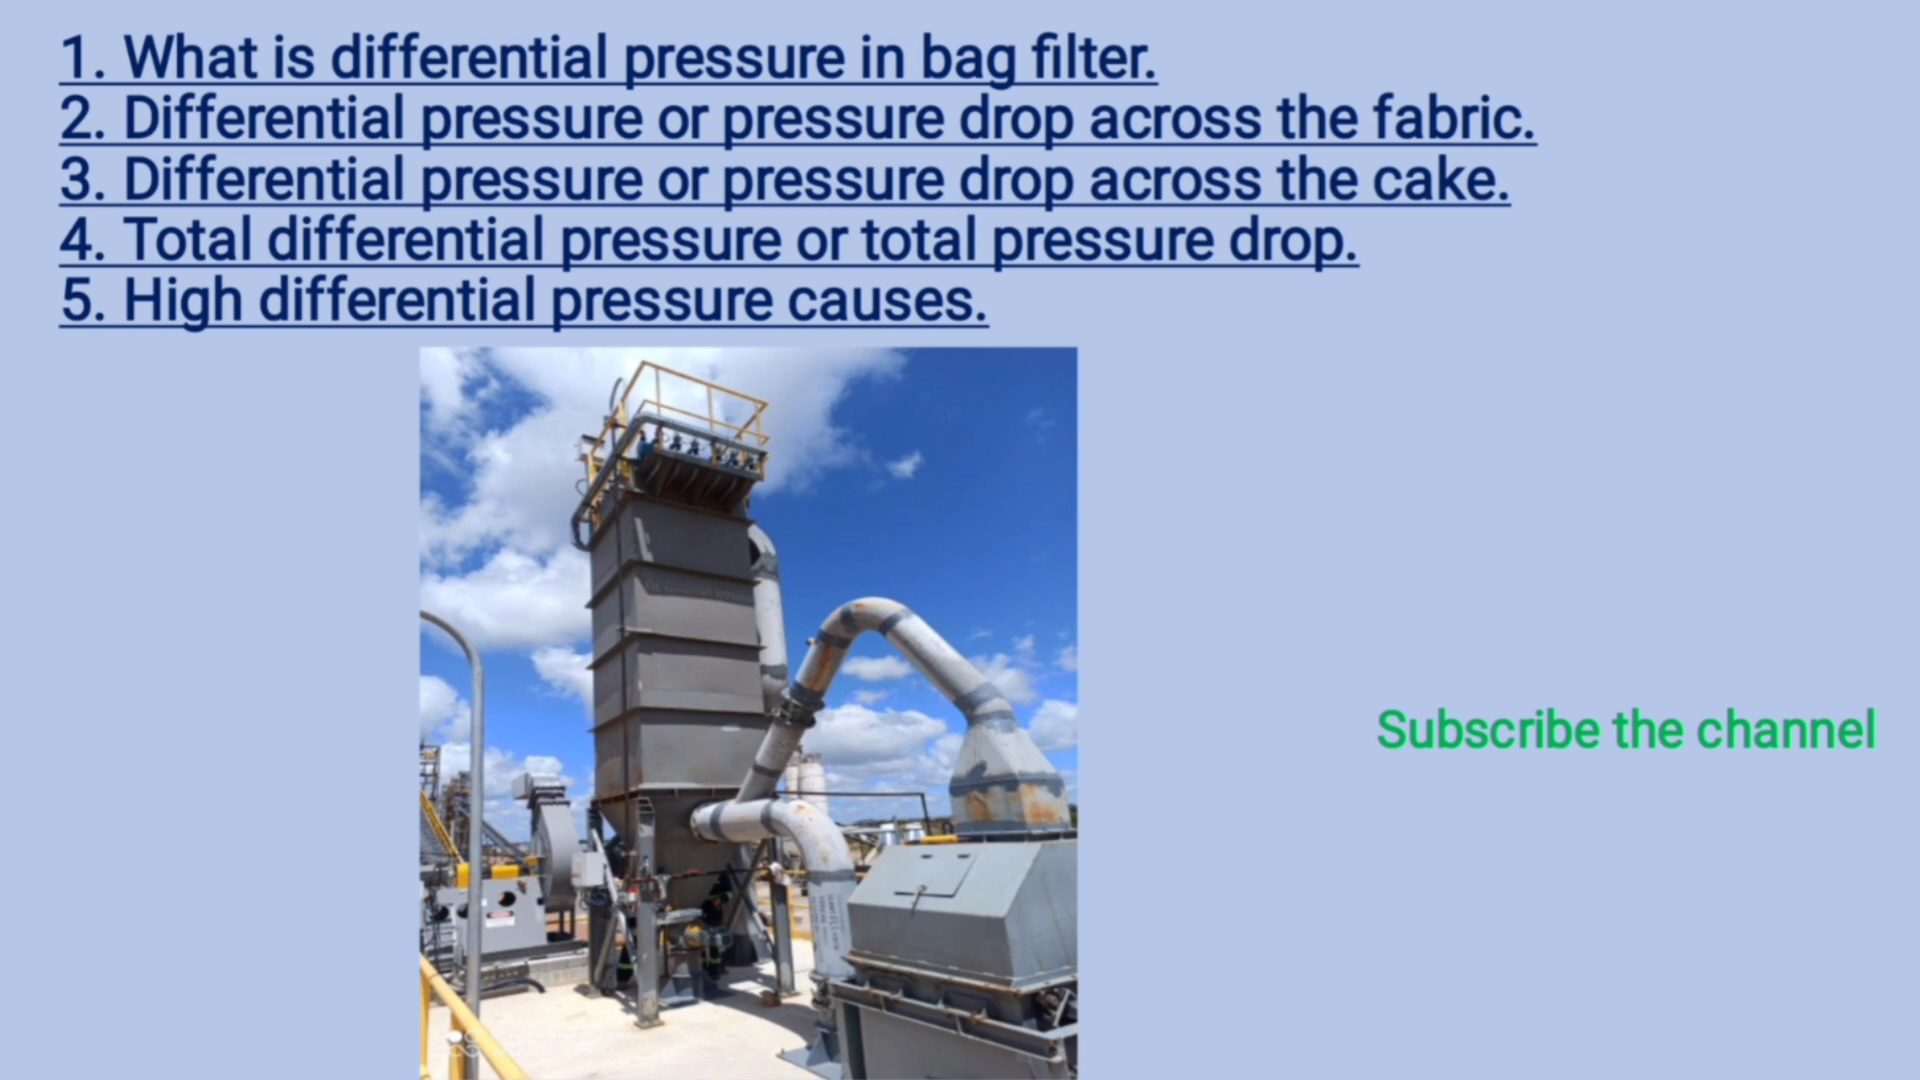 1. What is differential pressure in bag filter.
2. Differential pressure or pressure drop across the fabric.
3. Differential pressure or pressure drop across the cake.
4. Total differential pressure or total pressure drop.
5. High differential pressure causes.
Subscribe the channel